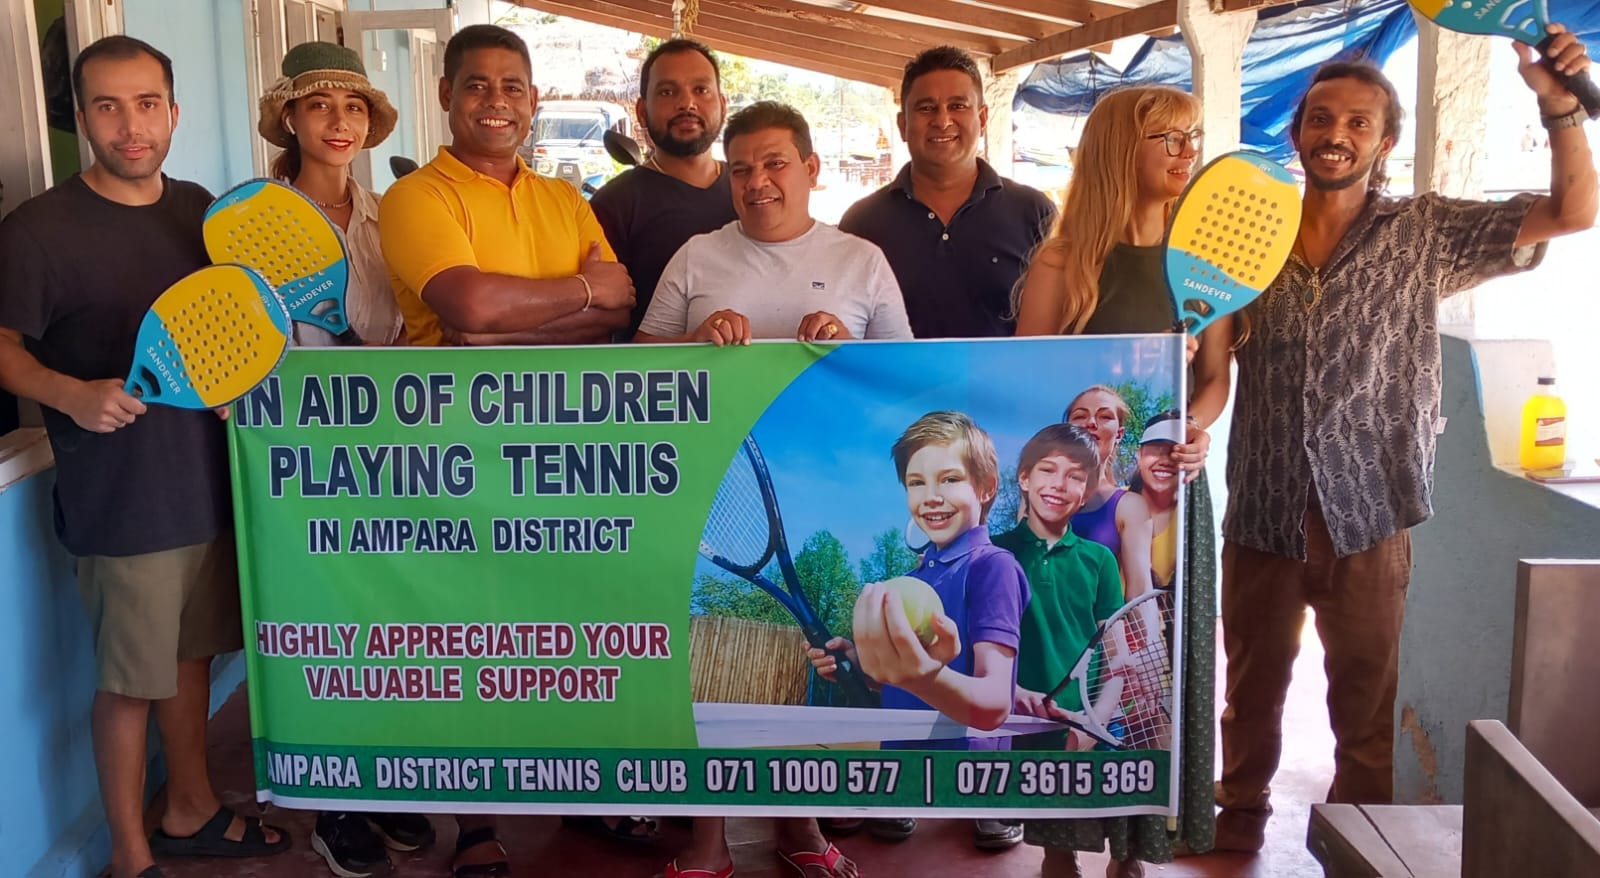 IN AID OF CHILDREN
PLAYING TENNIS
IN AMPARA DISTRICT
HIGHLY APPRECIATED YOUR
VALUABLE SUPPORT
AMPARA DISTRICT TENNIS CLUB 071 1000 577 | 077 3615 369
SANDEVER
SANDEVER
SANDEVER